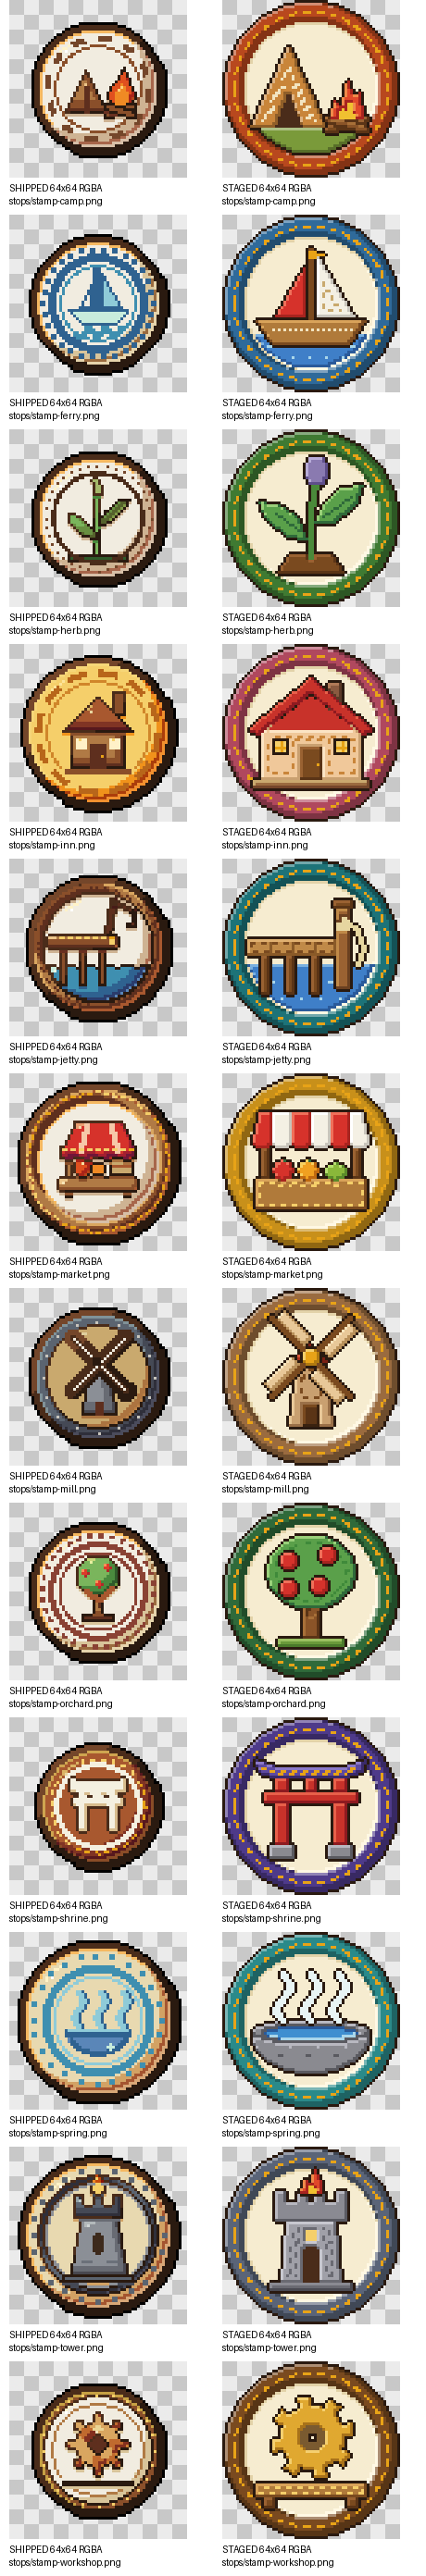 SHIPPED 64x64 RGBA
stops/stamp-camp.png
STAGED 64x64 RGBA
stops/stamp-camp.png
SHIPPED 64x64 RGBA
stops/stamp-ferry.png
STAGED 64x64 RGBA
stops/stamp-ferry.png
SHIPPED 64x64 RGBA
stops/stamp-herb.png
STAGED 64x64 RGBA
stops/stamp-herb.png
SHIPPED 64x64 RGBA
stops/stamp-inn.png
STAGED 64x64 RGBA
stops/stamp-inn.png
SHIPPED 64x64 RGBA
stops/stamp-jetty.png
STAGED 64x64 RGBA
stops/stamp-jetty.png
SHIPPED 64x64 RGBA
stops/stamp-market.png
STAGED 64x64 RGBA
stops/stamp-market.png
SHIPPED 64x64 RGBA
stops/stamp-mill.png
STAGED 64x64 RGBA
stops/stamp-mill.png
SHIPPED 64x64 RGBA
stops/stamp-orchard.png
STAGED 64x64 RGBA
stops/stamp-orchard.png
SHIPPED 64x64 RGBA
stops/stamp-shrine.png
STAGED 64x64 RGBA
stops/stamp-shrine.png
SHIPPED 64x64 RGBA
stops/stamp-spring.png
STAGED 64x64 RGBA
stops/stamp-spring.png
SHIPPED 64x64 RGBA
stops/stamp-tower.png
STAGED 64x64 RGBA
stops/stamp-tower.png
SHIPPED 64x64 RGBA
stops/stamp-workshop.png
STAGED 64x64 RGBA
stops/stamp-workshop.png